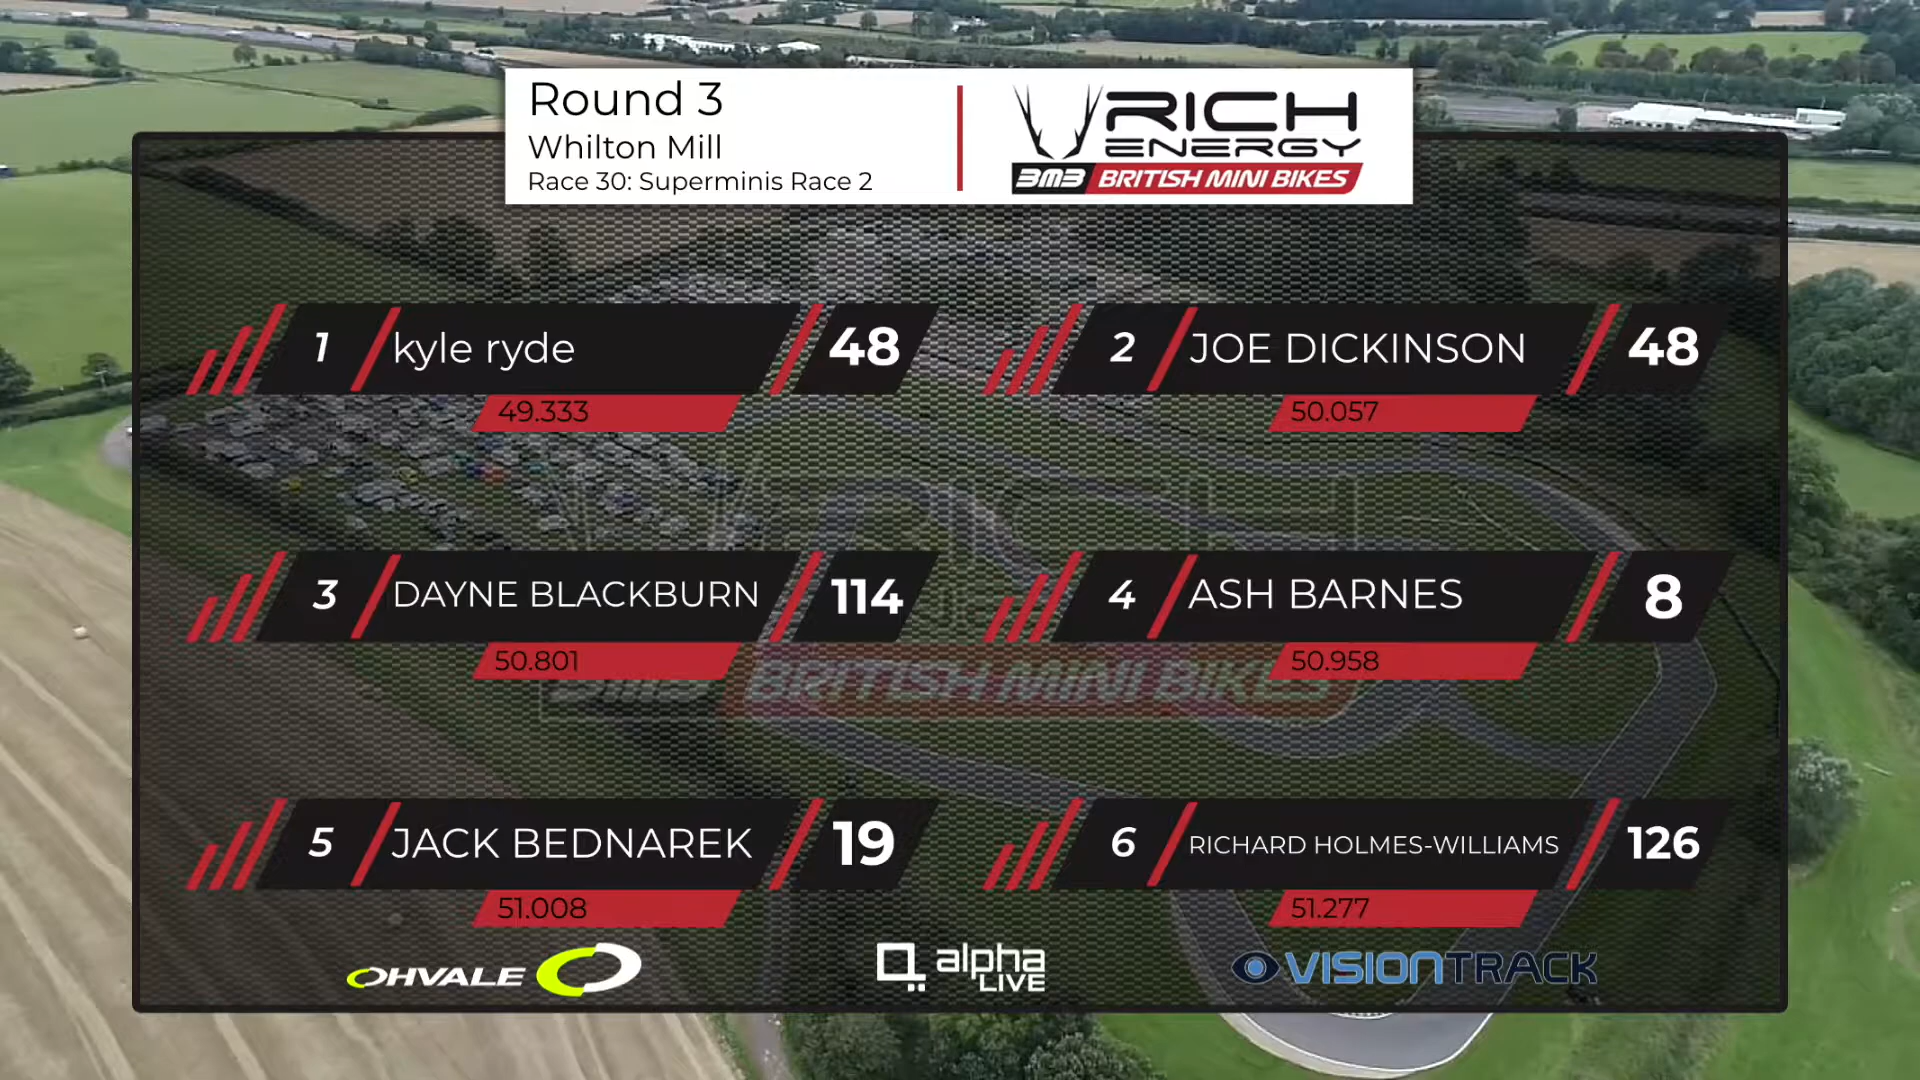 Round 3
Whilton Mill
Race 30: Superminis Race 2
RICH
ENERGY
BMB BRITISH MINI BIKES
1 kyle ryde 48
49.333
2 JOE DICKINSON 48
50.057
3 DAYNE BLACKBURN 114
50.801
4 ASH BARNES 8
50.958
5 JACK BEDNAREK 19
51.008
6 RICHARD HOLMES-WILLIAMS 126
51.277
RICH
BMB BRITISH MINI BIKES
OHVALE
alpha
LIVE
VISIONTRACK